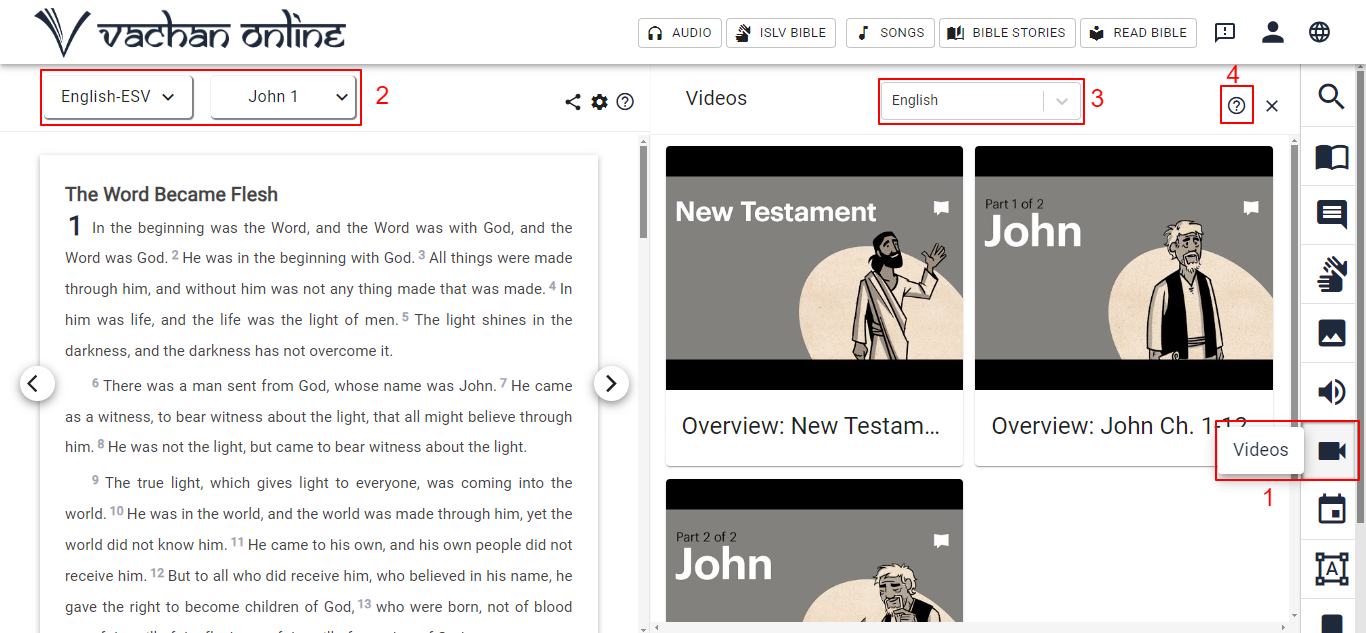 vachan online
AUDIO
ISLV BIBLE
SONGS
BIBLE STORIES
READ BIBLE
English-ESV
John 1
2
Videos
English
3
4
The Word Became Flesh
1 In the beginning was the Word, and the Word was with God, and the
Word was God. 2 He was in the beginning with God. 3 All things were made
through him, and without him was not any thing made that was made. 4 In
him was life, and the life was the light of men. 5 The light shines in the
darkness, and the darkness has not overcome it.
6 There was a man sent from God, whose name was John. 7 He came
as a witness, to bear witness about the light, that all might believe through
him. 8 He was not the light, but came to bear witness about the light.
9 The true light, which gives light to everyone, was coming into the
world. 10 He was in the world, and the world was made through him, yet the
world did not know him. 11 He came to his own, and his own people did not
receive him. 12 But to all who did receive him, who believed in his name, he
gave the right to become children of God, 13 who were born, not of blood
New Testament
Overview: New Testam...
Part 1 of 2
John
Overview: John Ch. 1-12
Part 2 of 2
John
Videos
1
A